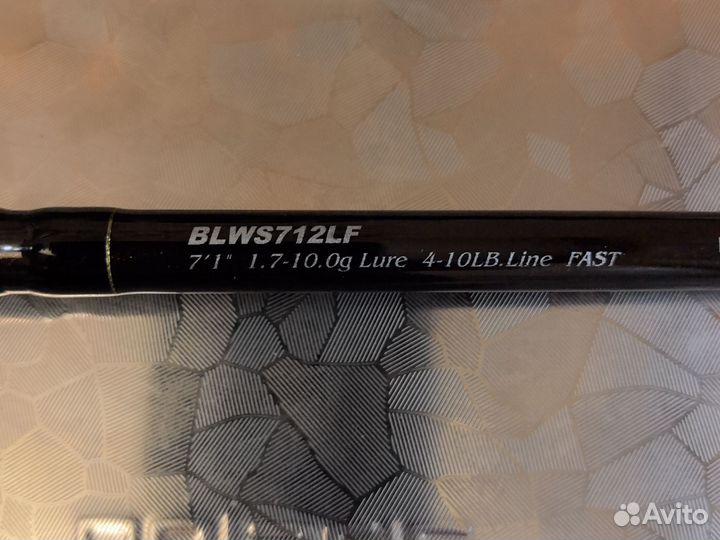 BLWS712LF
7'1" 1.7-10.0g Lure 4-10LB.Line FAST
Avito